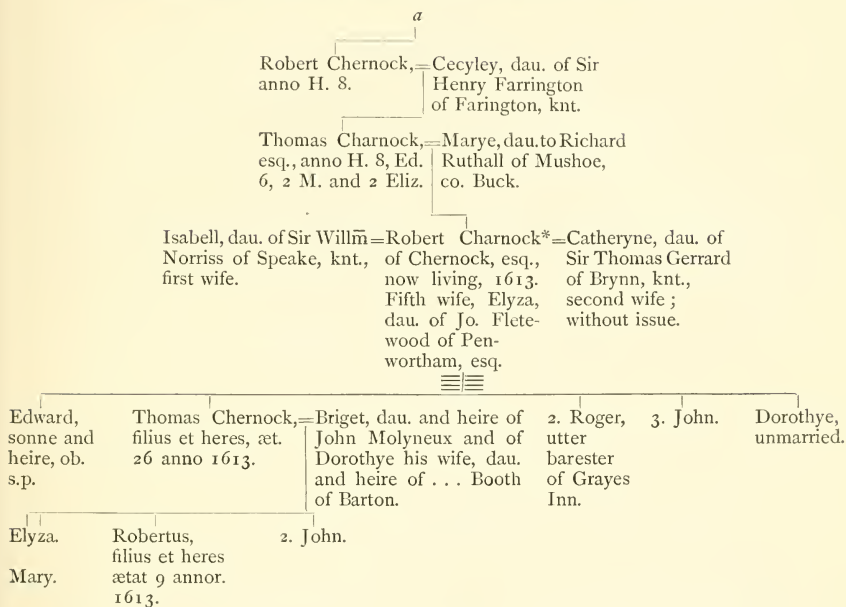 a
Robert Chernock,
anno H. 8.
=Cecyley, dau. of Sir
Henry Farrington
of Farington, knt.
Thomas Charnock,
esq., anno H. 8, Ed.
6, 2 M. and 2 Eliz.
=Marye, dau. to Richard
Ruthall of Mushoe,
co. Buck.
Isabell, dau. of Sir Willm̄
Norriss of Speake, knt.,
first wife.
=Robert Charnock*
of Chernock, esq.,
now living, 1613.
Fifth wife, Elyza,
dau. of Jo. Flete-
wood of Pen-
wortham, esq.
=Catheryne, dau. of
Sir Thomas Gerrard
of Brynn, knt.,
second wife ;
without issue.
Edward,
sonne and
heire, ob.
s.p.
Thomas Chernock,
filius et heres, æt.
26 anno 1613.
=Briget, dau. and heire of
John Molyneux and of
Dorothye his wife, dau.
and heire of . . . Booth
of Barton.
2. Roger,
utter
barester
of Grayes
Inn.
3. John.
Dorothye,
unmarried.
Elyza.
Mary.
Robertus,
filius et heres
ætat 9 annor.
1613.
2. John.